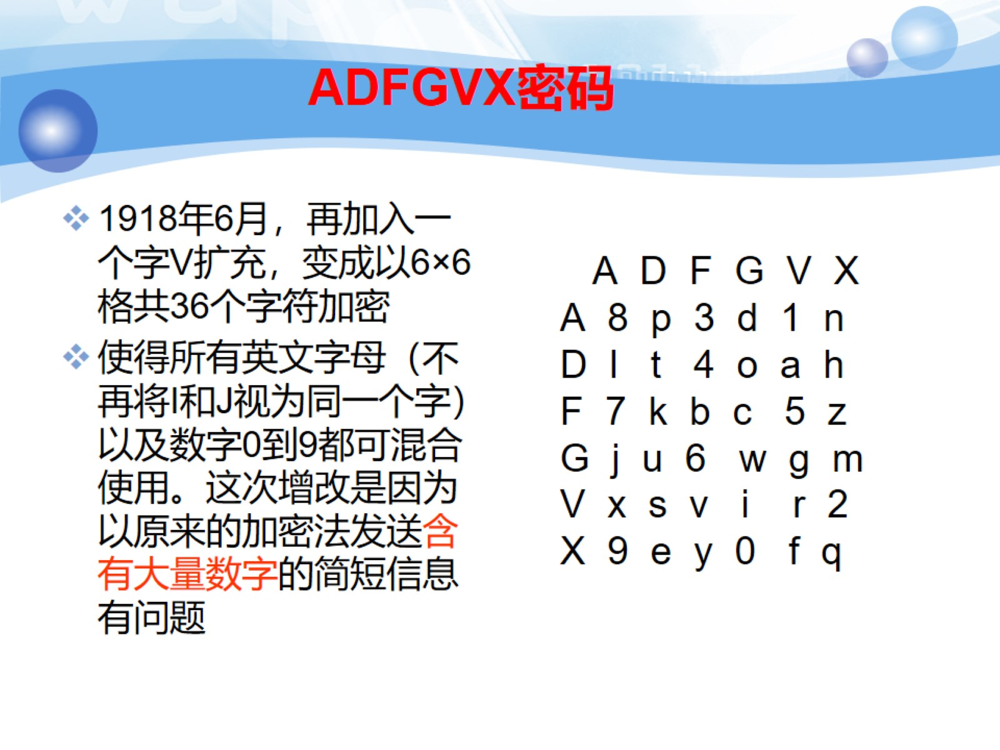 ADFGVX密码
1918年6月，再加入一
个字V扩充，变成以6×6
格共36个字符加密
使得所有英文字母（不
再将I和J视为同一个字）
以及数字0到9都可混合
使用。这次增改是因为
以原来的加密法发送含
有大量数字的简短信息
有问题
A D F G V X
A 8 p 3 d 1 n
D l t 4 o a h
F 7 k b c 5 z
G j u 6 w g m
V x s v i r 2
X 9 e y 0 f q